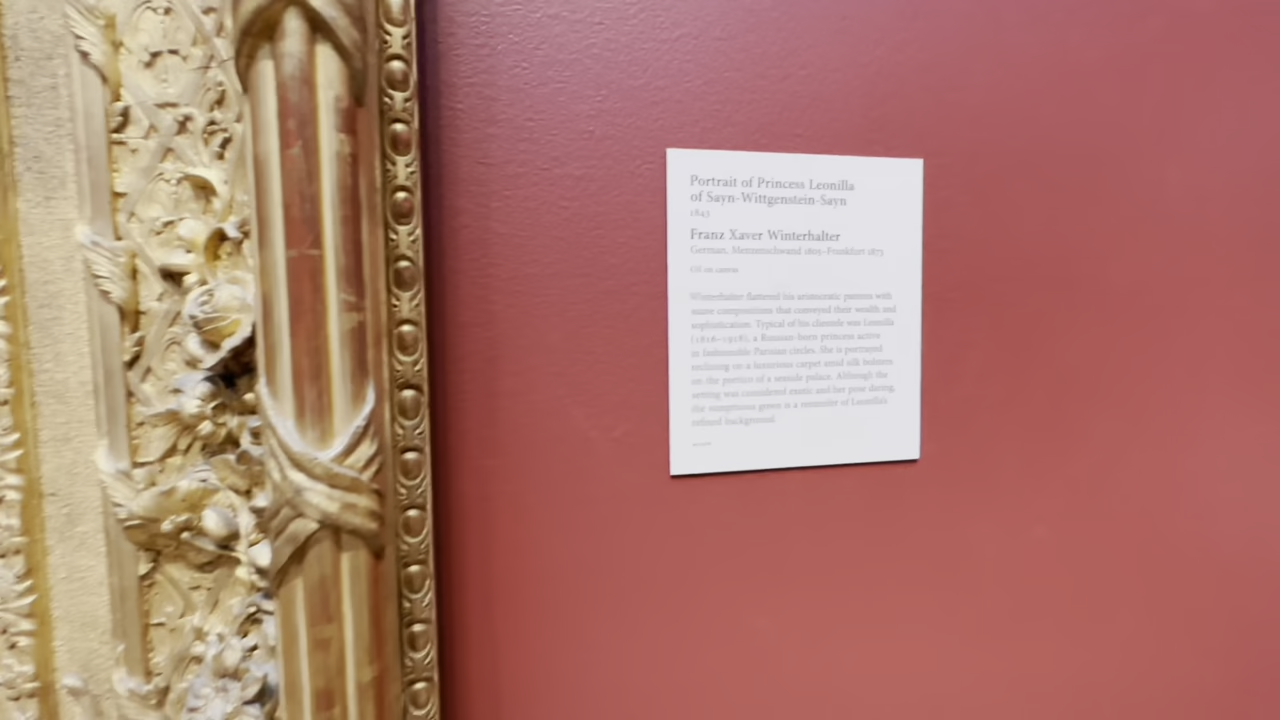 Portrait of Princess Leonilla
of Sayn-Wittgenstein-Sayn
1843
Franz Xaver Winterhalter
German, Menzenschwand 1805–Frankfurt 1873
Oil on canvas
Winterhalter flattered his aristocratic patrons with
suave compositions that conveyed their wealth and
sophistication. Typical of his clientele was Leonilla
(1816–1918), a Russian-born princess active
in fashionable Parisian circles. She is portrayed
reclining on a luxurious carpet amid silk bolsters
on the portico of a seaside palace. Although the
setting was considered exotic and her pose daring,
the sumptuous gown is a reminder of Leonilla's
refined background.